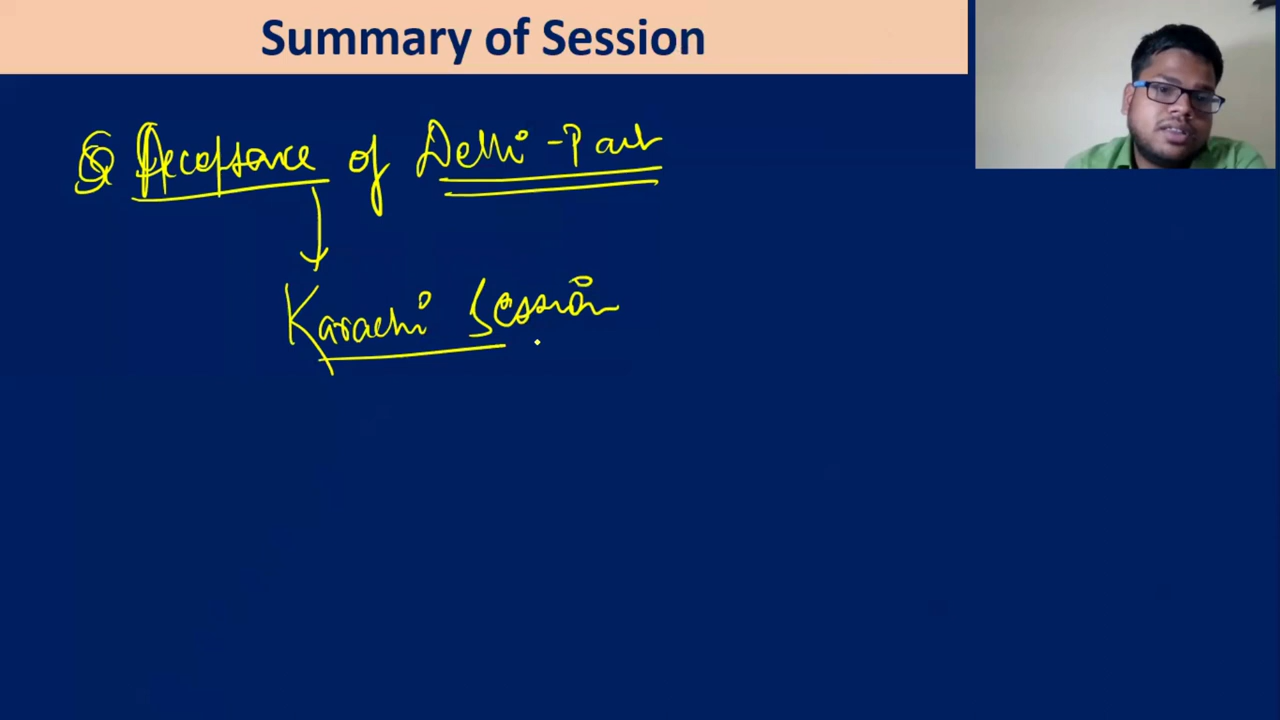 Summary of Session
Acceptance of Delhi-Pact
Karachi Session